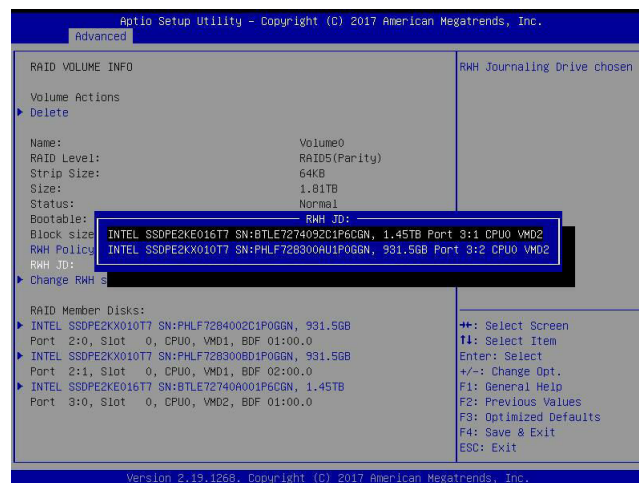 Aptio Setup Utility – Copyright (C) 2017 American Megatrends, Inc.
Advanced
RAID VOLUME INFO
RWH Journaling Drive chosen
Volume Actions
Delete
Name: Volume0
RAID Level: RAID5(Parity)
Strip Size: 64KB
Size: 1.81TB
Status: Normal
Bootable:
RWH JD:
Block size
INTEL SSDPE2KE016T7 SN:BTLE727409ZC1P6CGN, 1.45TB Port 3:1 CPU0 VMD2
RWH Policy
INTEL SSDPE2KX010T7 SN:PHLF728300AU1P0GGN, 931.5GB Port 3:2 CPU0 VMD2
RWH JD:
Change RWH s
RAID Member Disks:
INTEL SSDPE2KX010T7 SN:PHLF7284002C1P0GGN, 931.5GB
Port 2:0, Slot 0, CPU0, VMD1, BDF 01:00.0
INTEL SSDPE2KX010T7 SN:PHLF728300BD1P0GGN, 931.5GB
Port 2:1, Slot 0, CPU0, VMD1, BDF 02:00.0
INTEL SSDPE2KE016T7 SN:BTLE72740A001P6CGN, 1.45TB
Port 3:0, Slot 0, CPU0, VMD2, BDF 01:00.0
→←: Select Screen
↑↓: Select Item
Enter: Select
+/-: Change Opt.
F1: General Help
F2: Previous Values
F3: Optimized Defaults
F4: Save & Exit
ESC: Exit
Version 2.19.1268. Copyright (C) 2017 American Megatrends, Inc.